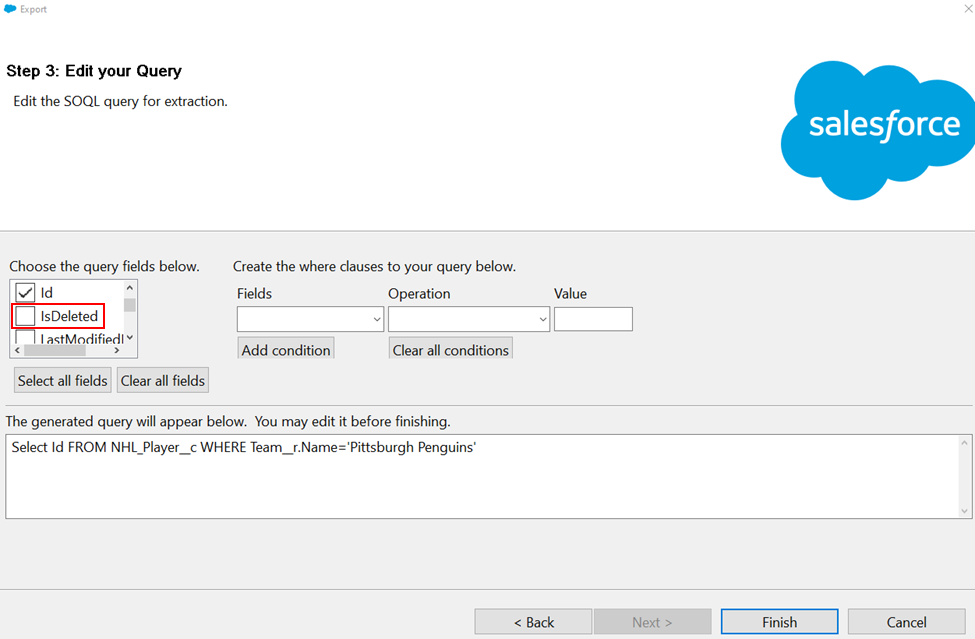 Export
Step 3: Edit your Query
Edit the SOQL query for extraction.
salesforce
Choose the query fields below.
Create the where clauses to your query below.
Id
IsDeleted
LastModifiedI
Fields
Operation
Value
Add condition
Clear all conditions
Select all fields
Clear all fields
The generated query will appear below.  You may edit it before finishing.
Select Id FROM NHL_Player__c WHERE Team__r.Name='Pittsburgh Penguins'
< Back
Next >
Finish
Cancel